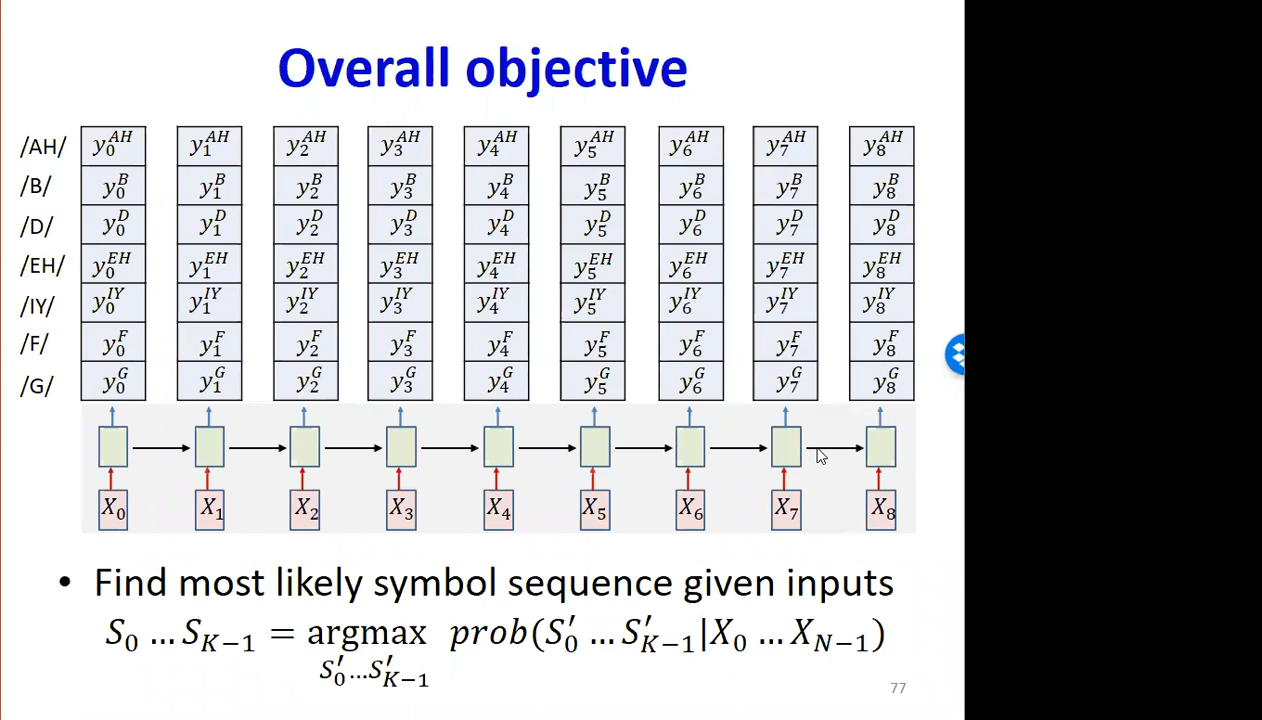 Overall objective
/AH/ y_0^{AH} y_1^{AH} y_2^{AH} y_3^{AH} y_4^{AH} y_5^{AH} y_6^{AH} y_7^{AH} y_8^{AH}
/B/ y_0^B y_1^B y_2^B y_3^B y_4^B y_5^B y_6^B y_7^B y_8^B
/D/ y_0^D y_1^D y_2^D y_3^D y_4^D y_5^D y_6^D y_7^D y_8^D
/EH/ y_0^{EH} y_1^{EH} y_2^{EH} y_3^{EH} y_4^{EH} y_5^{EH} y_6^{EH} y_7^{EH} y_8^{EH}
/IY/ y_0^{IY} y_1^{IY} y_2^{IY} y_3^{IY} y_4^{IY} y_5^{IY} y_6^{IY} y_7^{IY} y_8^{IY}
/F/ y_0^F y_1^F y_2^F y_3^F y_4^F y_5^F y_6^F y_7^F y_8^F
/G/ y_0^G y_1^G y_2^G y_3^G y_4^G y_5^G y_6^G y_7^G y_8^G
X_0 X_1 X_2 X_3 X_4 X_5 X_6 X_7 X_8
• Find most likely symbol sequence given inputs
S_0 … S_{K−1} = argmax prob(S′_0 … S′_{K−1}|X_0 … X_{N−1})
S′_0…S′_{K−1}
77